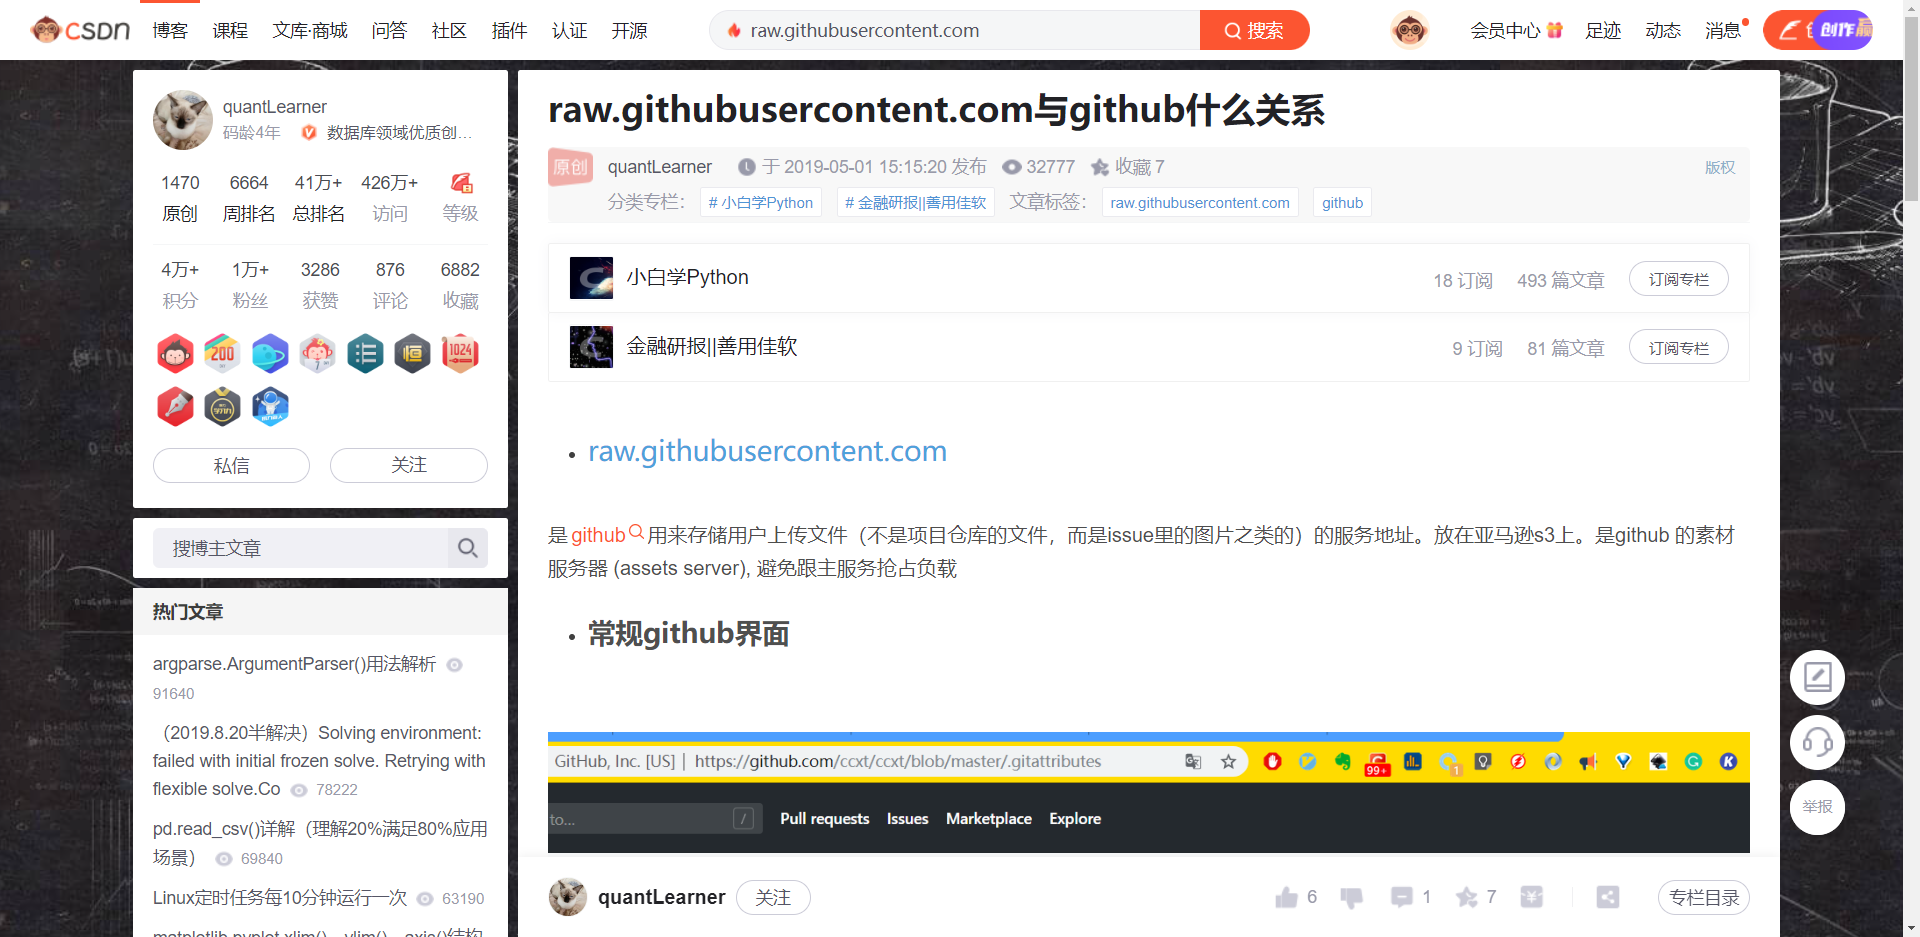 CSDN 博客 课程 文库·商城 问答 社区 插件 认证 开源 raw.githubusercontent.com 搜索 会员中心 足迹 动态 消息 创作
quantLearner
码龄4年 数据库领域优质创...
1470 6664 41万+ 426万+
原创 周排名 总排名 访问 等级
4万+ 1万+ 3286 876 6882
积分 粉丝 获赞 评论 收藏
200 7 1024
私信 关注
搜博主文章
热门文章
argparse.ArgumentParser()用法解析
91640
（2019.8.20半解决）Solving environment:
failed with initial frozen solve. Retrying with
flexible solve.Co 78222
pd.read_csv()详解（理解20%满足80%应用
场景） 69840
Linux定时任务每10分钟运行一次 63190
matplotlib.pyplot.xlim()、ylim()、axis()结构
raw.githubusercontent.com与github什么关系
原创 quantLearner 于 2019-05-01 15:15:20 发布 32777 收藏 7 版权
分类专栏： # 小白学Python # 金融研报||善用佳软 文章标签： raw.githubusercontent.com github
小白学Python 18 订阅 493 篇文章 订阅专栏
金融研报||善用佳软 9 订阅 81 篇文章 订阅专栏
raw.githubusercontent.com
是github用来存储用户上传文件（不是项目仓库的文件，而是issue里的图片之类的）的服务地址。放在亚马逊s3上。是github 的素材
服务器 (assets server), 避免跟主服务抢占负载
常规github界面
GitHub, Inc. [US] | https://github.com/ccxt/ccxt/blob/master/.gitattributes 99+ 1 G K
to... / Pull requests Issues Marketplace Explore
quantLearner 关注 6 1 7 专栏目录
举报